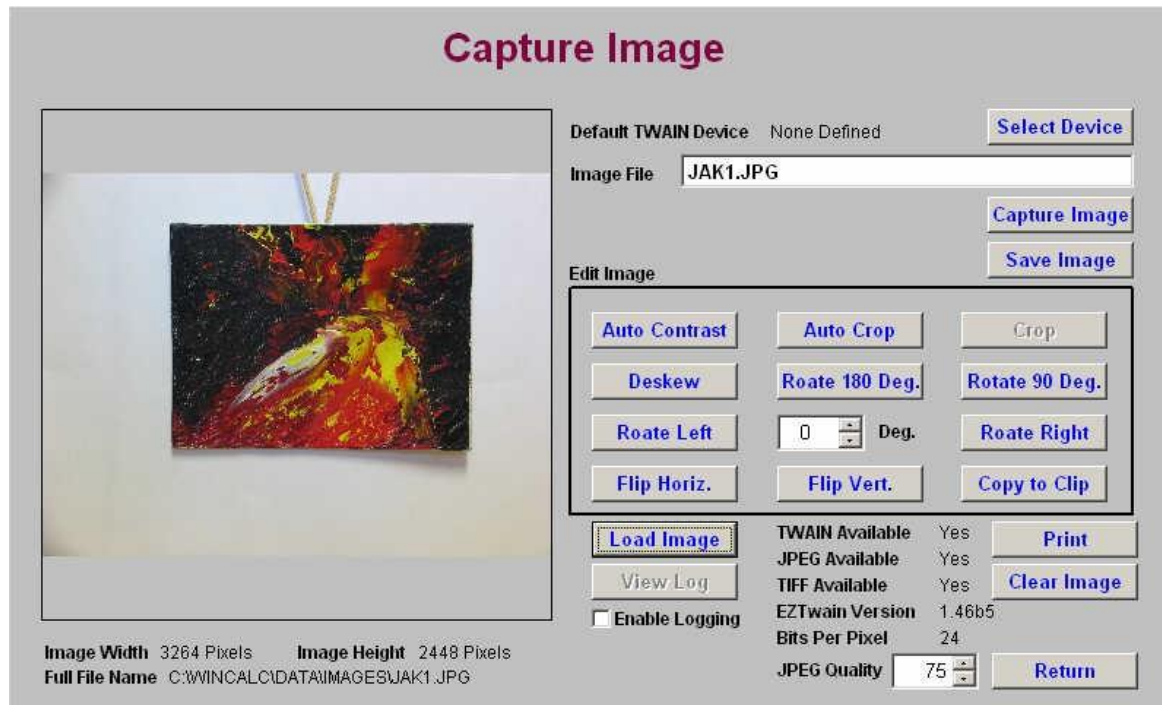 Capture Image
Default TWAIN Device None Defined Select Device
Image File JAK1.JPG
Capture Image
Save Image
Edit Image
Auto Contrast Auto Crop Crop
Deskew Roate 180 Deg. Rotate 90 Deg.
Roate Left 0 Deg. Roate Right
Flip Horiz. Flip Vert. Copy to Clip
Load Image TWAIN Available Yes Print
JPEG Available Yes
View Log TIFF Available Yes Clear Image
Enable Logging EZTwain Version 1.46b5
Bits Per Pixel 24
Image Width 3264 Pixels Image Height 2448 Pixels
JPEG Quality 75 Return
Full File Name C:\WINCALC\DATA\IMAGES\JAK1.JPG